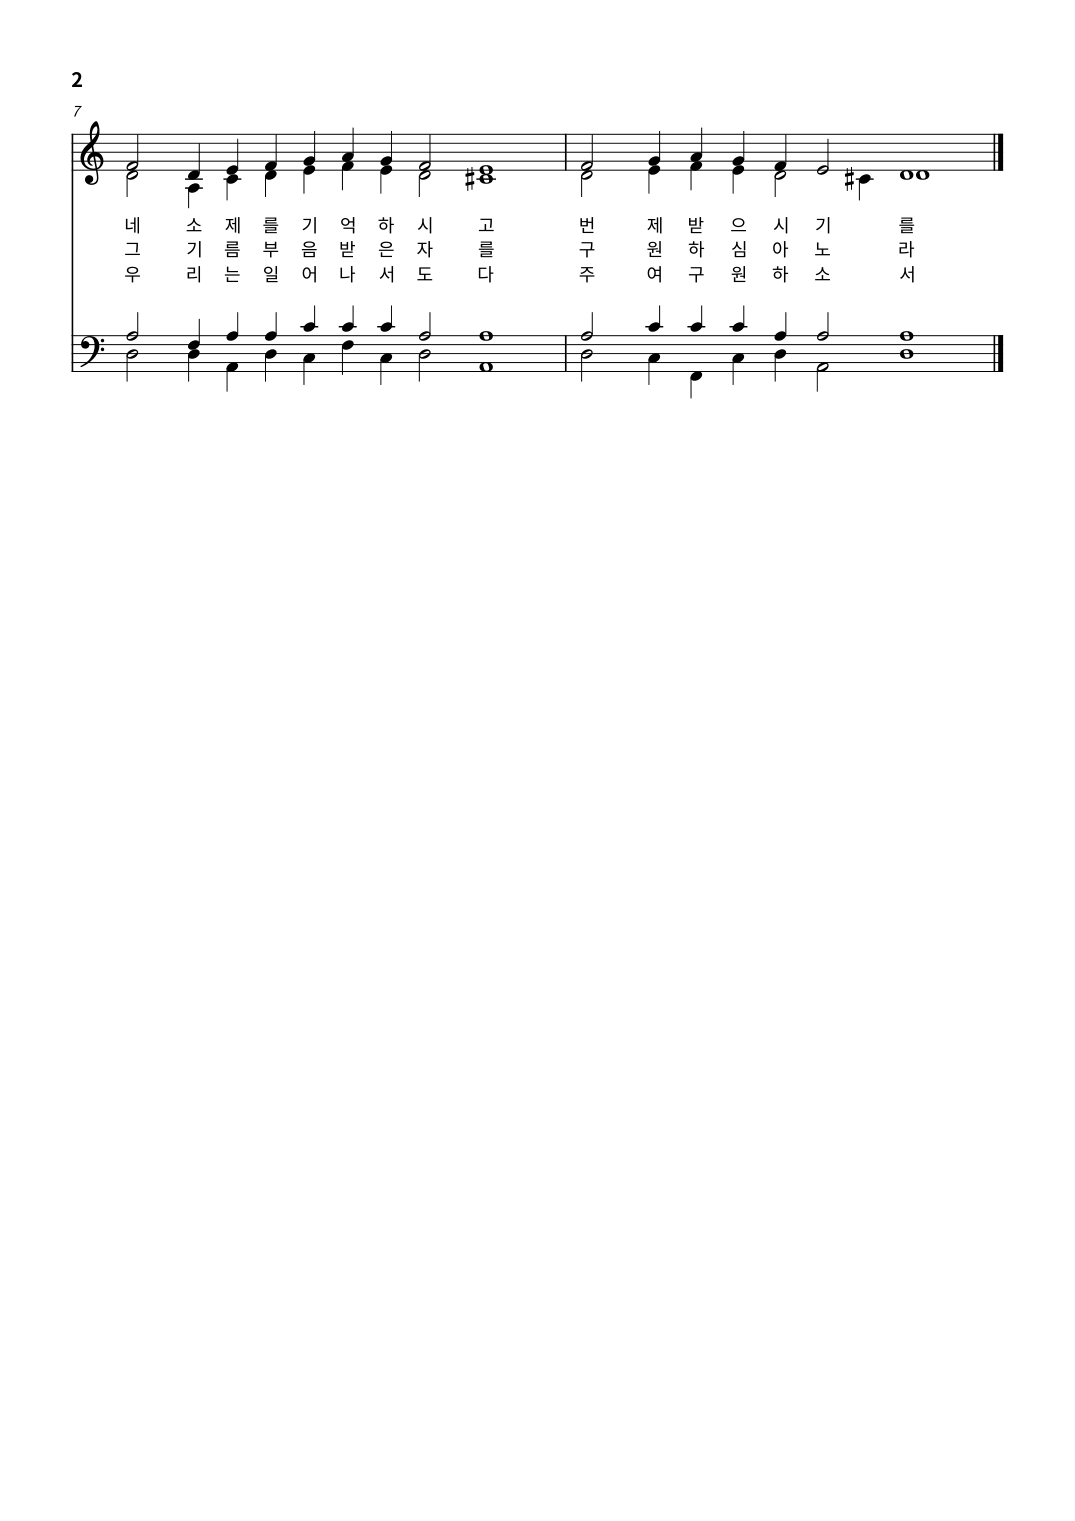 2
7
네 소 제 를 기 억 하 시 고 번 제 받 으 시 기 를
그 기 름 부 음 받 은 자 를 구 원 하 심 아 노 라
우 리 는 일 어 나 서 도 다 주 여 구 원 하 소 서